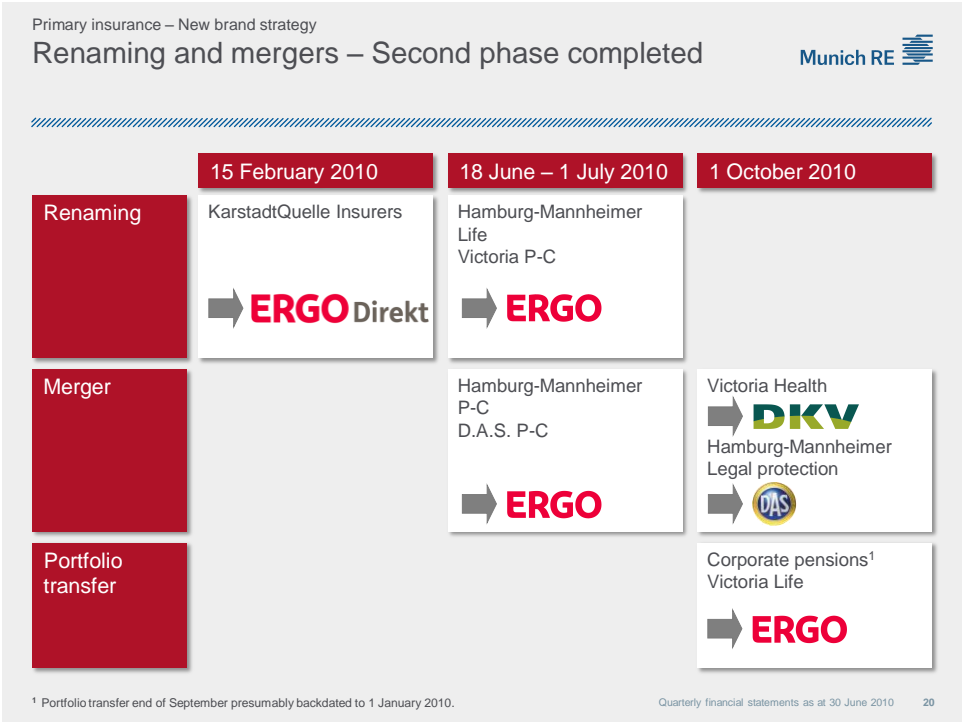 Primary insurance – New brand strategy
Renaming and mergers – Second phase completed
Munich RE
15 February 2010
18 June – 1 July 2010
1 October 2010
Renaming
KarstadtQuelle Insurers
ERGO Direkt
Hamburg-Mannheimer
Life
Victoria P-C
ERGO
Merger
Hamburg-Mannheimer
P-C
D.A.S. P-C
ERGO
Victoria Health
DKV
Hamburg-Mannheimer
Legal protection
DAS
Portfolio
transfer
Corporate pensions¹
Victoria Life
ERGO
¹ Portfolio transfer end of September presumably backdated to 1 January 2010.
Quarterly financial statements as at 30 June 2010 20